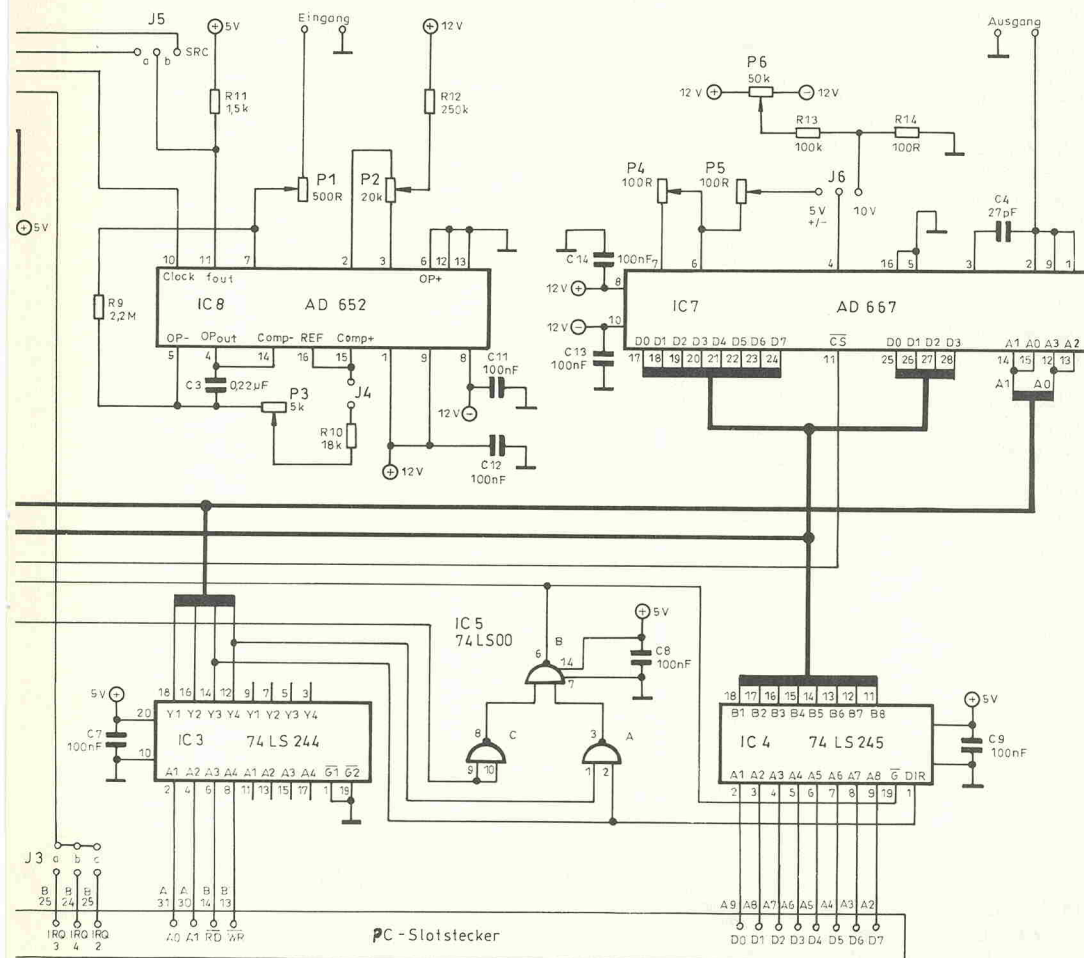 J5
5V
Eingang
12V
Ausgang
a b SRC
P6
50k
12V 12V
R11
1,5k
R12
250k
R13
100k
R14
100R
P1
500R
P2
20k
P4
100R
P5
100R
J6
5V
+/-
10V
C4
27pF
5V
10 11 7 2 3 6 12 13
Clock fout OP+
IC8 AD 652
OP- OPout Comp- REF Comp+
5 4 14 16 15 1 9 8
R9
2,2M
C3 0,22µF
P3
5k
J4
R10
18k
C11
100nF
12V
C12
100nF
12V
C14 100nF
12V
12V
C13
100nF
7 6 4 16 5 3 2 9 1
8
10
IC7 AD 667
D0 D1 D2 D3 D4 D5 D6 D7 CS D0 D1 D2 D3 A1 A0 A3 A2
17 18 19 20 21 22 23 24 11 25 26 27 28 14 15 12 13
A1 A0
IC5
74LS00
B
6 14
7
5V
C8
100nF
8 C
9 10
3 A
1 2
5V
C7
100nF
20
10
18 16 14 12 9 7 5 3
Y1 Y2 Y3 Y4 Y1 Y2 Y3 Y4
IC3 74 LS 244
A1 A2 A3 A4 A1 A2 A3 A4 G1 G2
2 4 6 8 11 13 15 17 1 19
18 17 16 15 14 13 12 11
B1 B2 B3 B4 B5 B6 B7 B8
IC4 74 LS 245
A1 A2 A3 A4 A5 A6 A7 A8 G DIR
2 3 4 5 6 7 8 9 19 1
5V
C9
100nF
J3 a b c
B
25
B
24
B
25
A
31
A
30
B
14
B
13
A9 A8 A7 A6 A5 A4 A3 A2
IRQ
3
IRQ
4
IRQ
2
A0 A1 RD WR
PC-Slotstecker
D0 D1 D2 D3 D4 D5 D6 D7